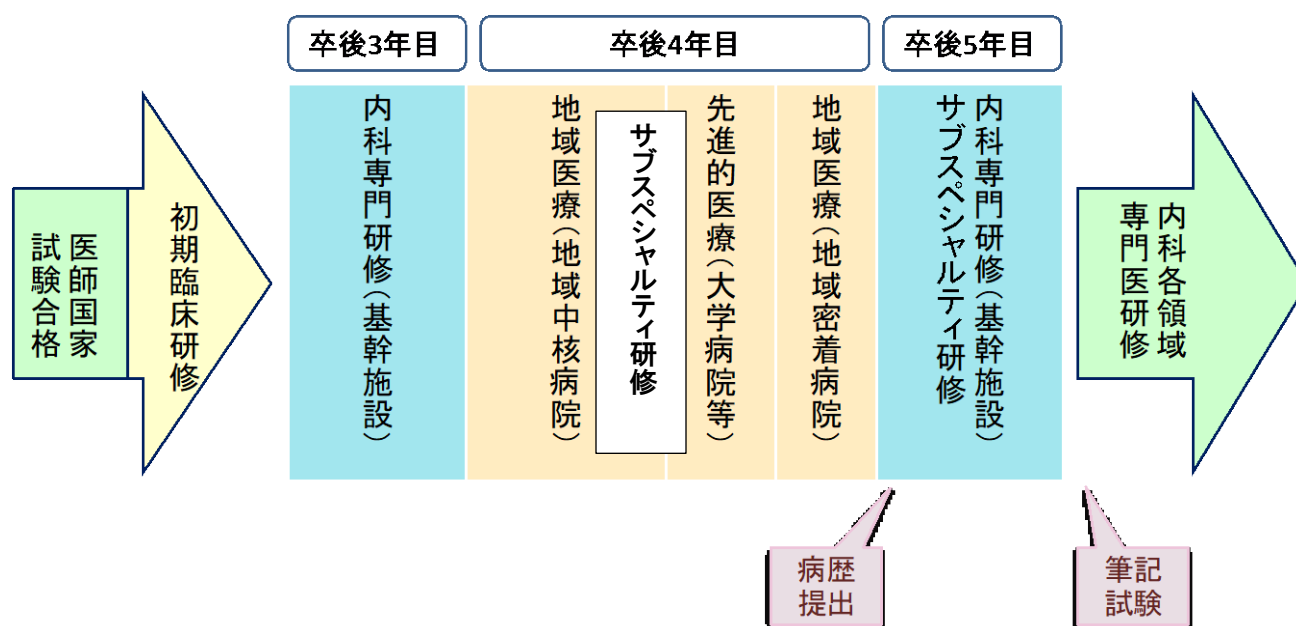 卒後3年目
卒後4年目
卒後5年目
医師国家
試験合格
初期臨床研修
内科専門研修（基幹施設）
地域医療（地域中核病院）
サブスペシャルティ研修
先進的医療（大学病院等）
地域医療（地域密着病院）
内科専門研修（基幹施設）
サブスペシャルティ研修
内科各領域
専門医研修
病歴
提出
筆記
試験